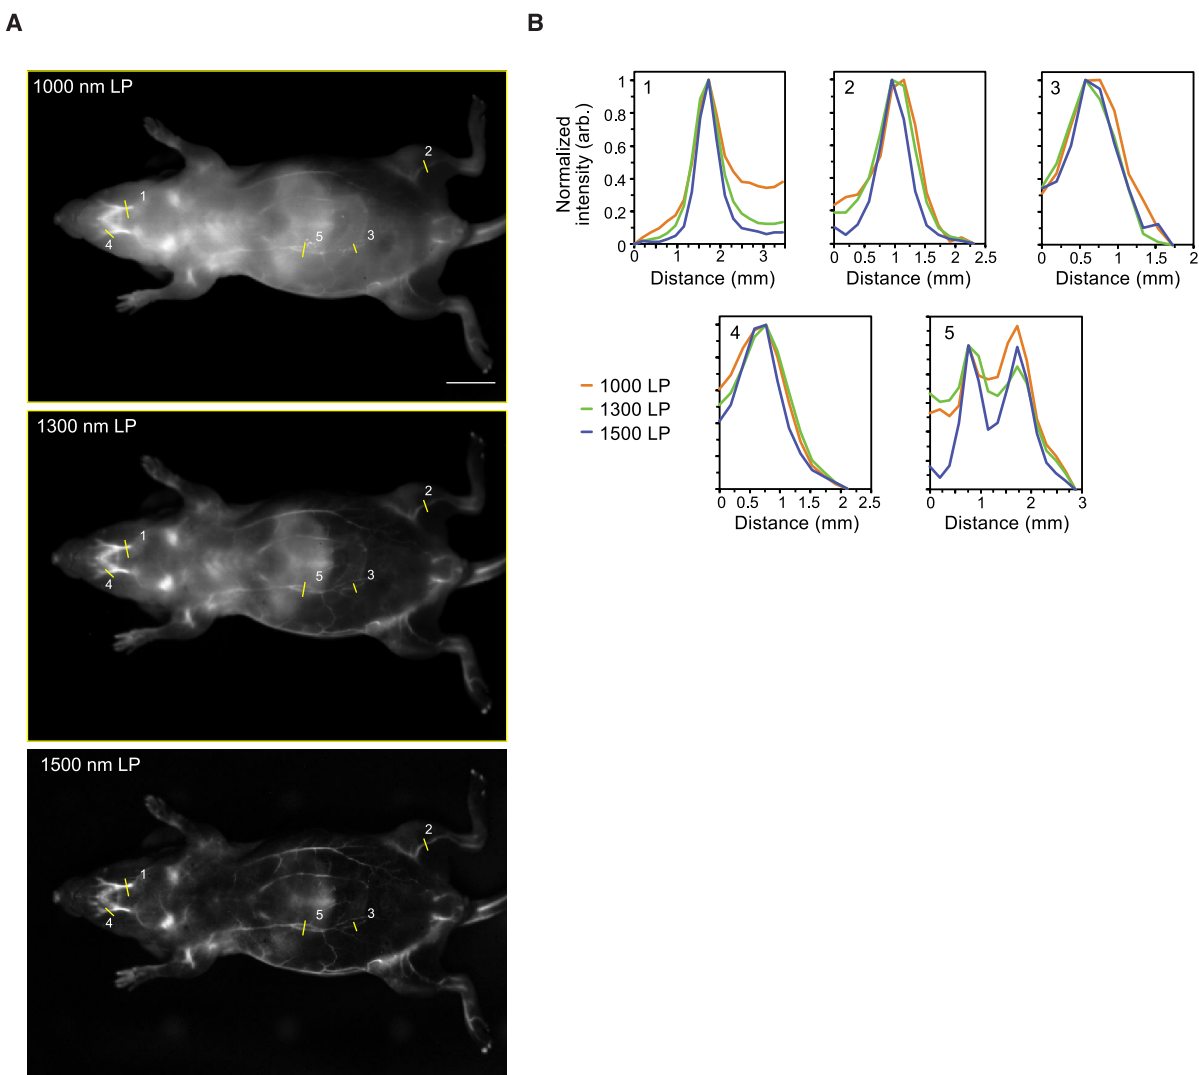 A
B
1000 nm LP
1
2
3
4
5
1300 nm LP
1
2
3
4
5
1500 nm LP
1
2
3
4
5
Normalized
intensity (arb.)
1
0.8
0.6
0.4
0.2
0
1
0 1 2 3
Distance (mm)
2
0 0.5 1 1.5 2 2.5
Distance (mm)
3
0 0.5 1 1.5 2
Distance (mm)
1000 LP
1300 LP
1500 LP
4
0 0.5 1 1.5 2 2.5
Distance (mm)
5
0 1 2 3
Distance (mm)